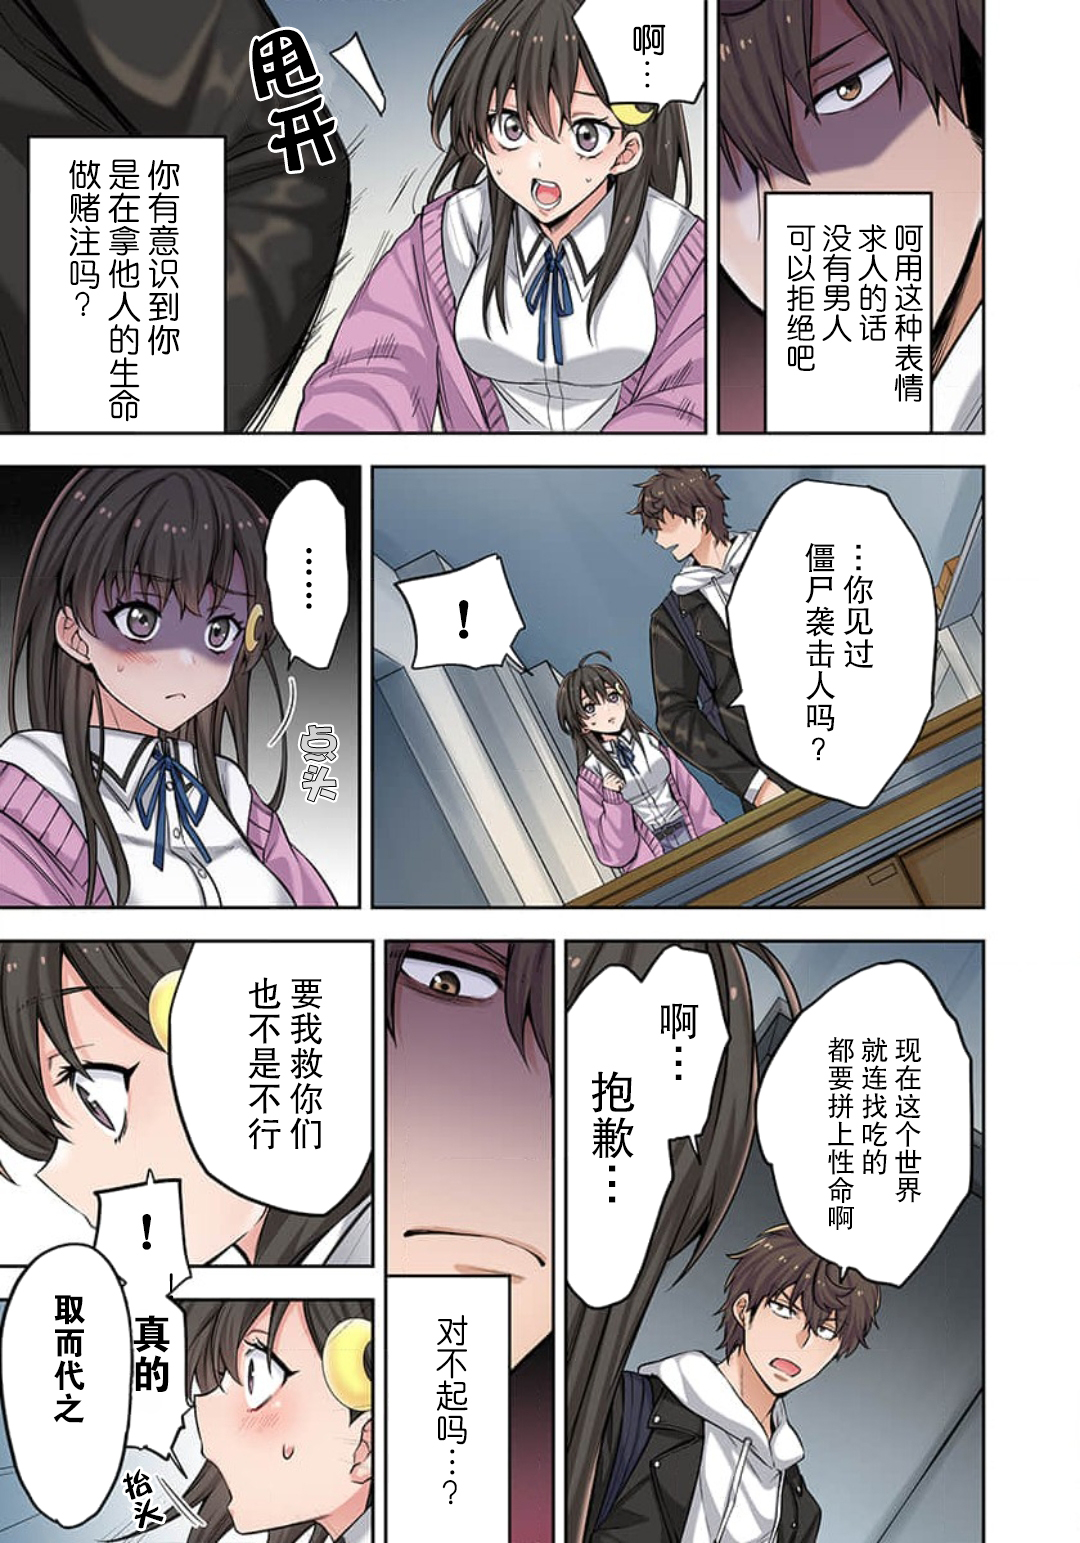 呵用这种表情
求人的话
没有男人
可以拒绝吧
啊…
甩开
你有意识到你
是在拿他人的生命
做赌注吗？
…你见过
僵尸袭击人吗？
！
……
点头
现在这个世界
就连找吃的
都要拼上性命啊
啊…
抱歉…
对不起吗…？
要我救你们
也不是不行
！
真的！
取而代之
抬头